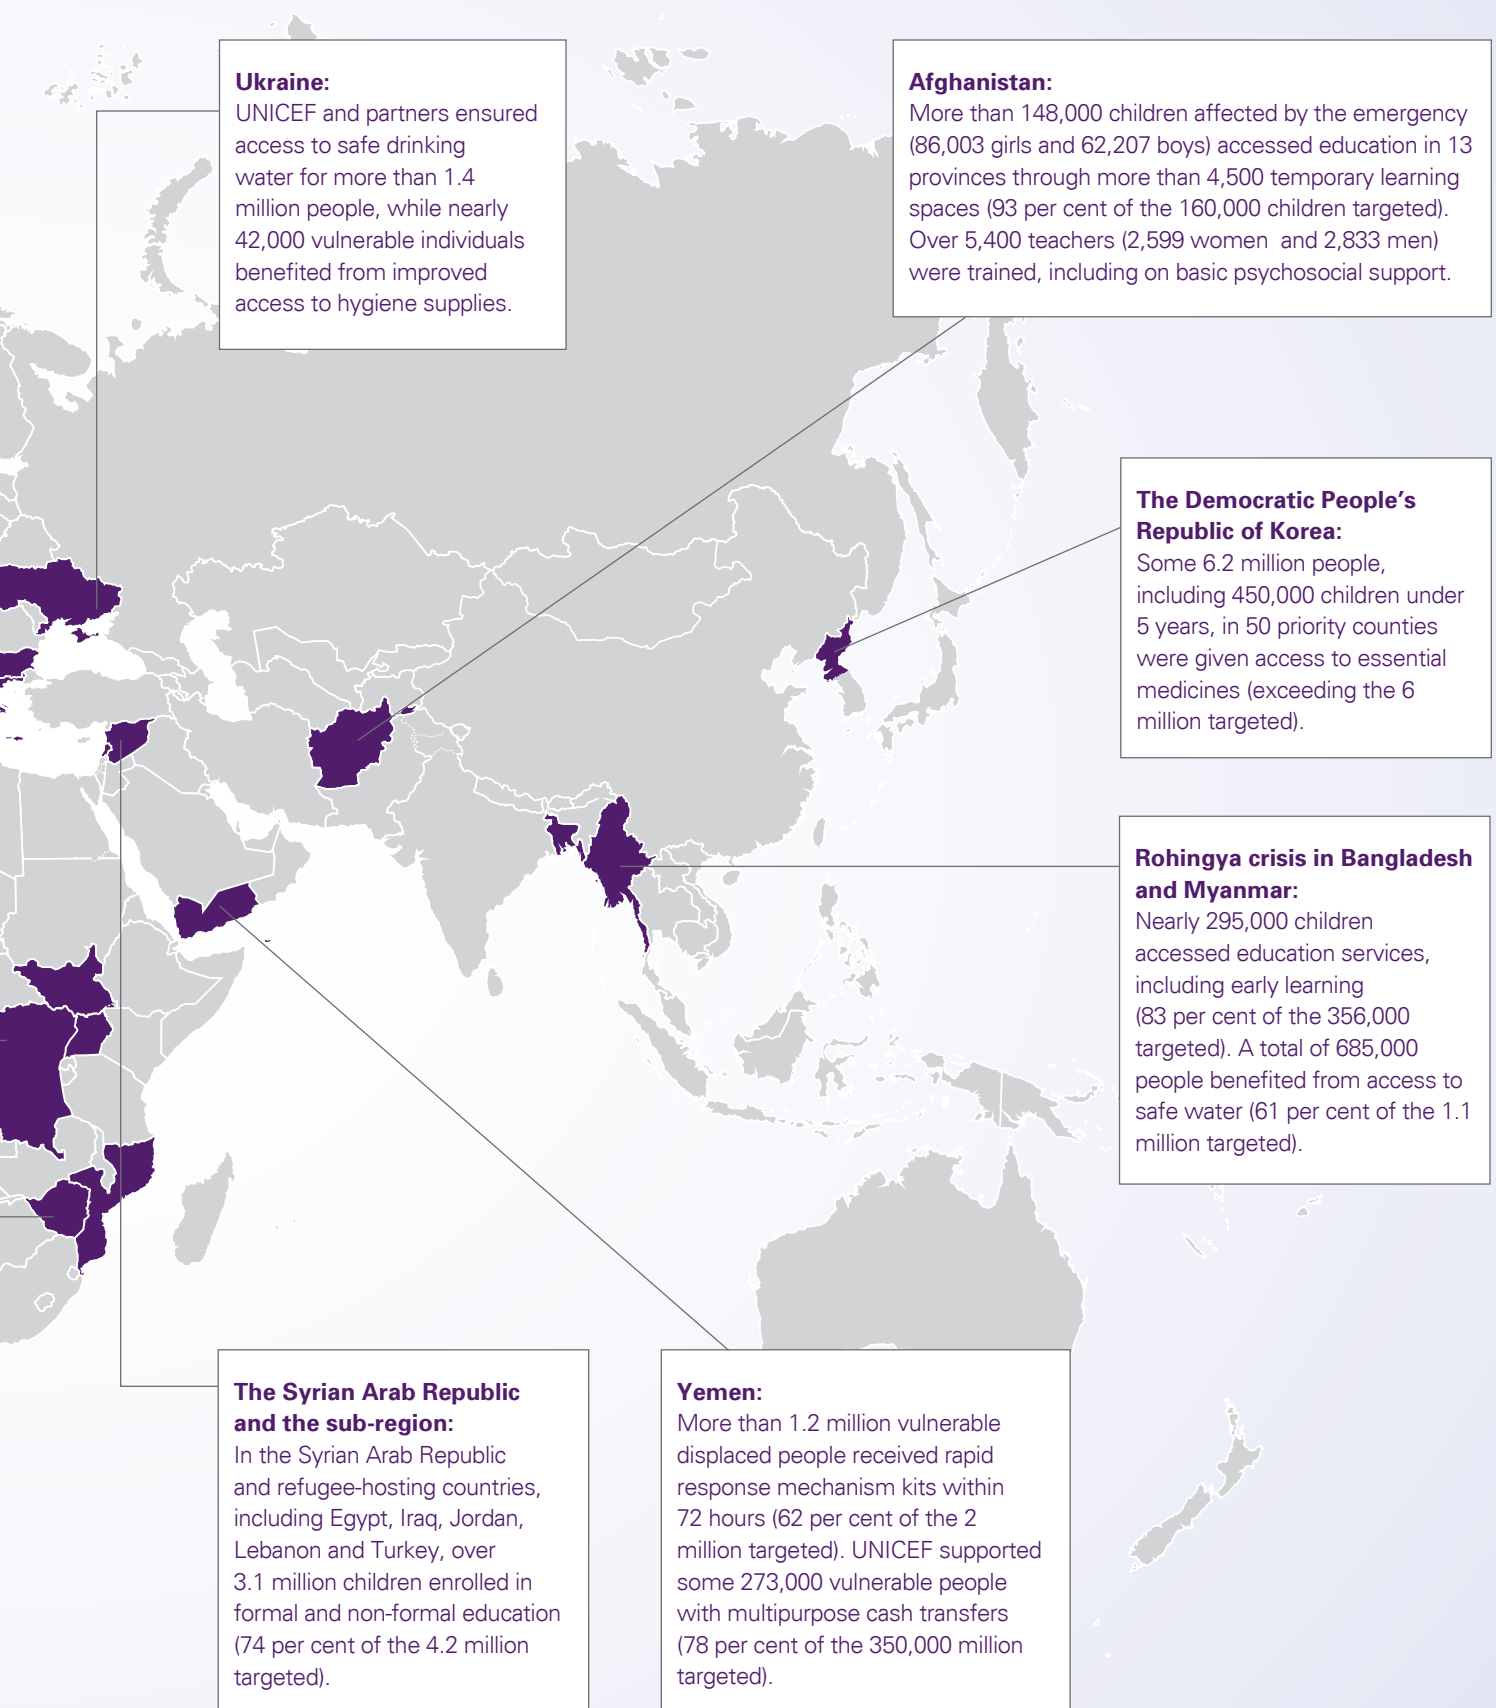 Ukraine:
UNICEF and partners ensured
access to safe drinking
water for more than 1.4
million people, while nearly
42,000 vulnerable individuals
benefited from improved
access to hygiene supplies.
Afghanistan:
More than 148,000 children affected by the emergency
(86,003 girls and 62,207 boys) accessed education in 13
provinces through more than 4,500 temporary learning
spaces (93 per cent of the 160,000 children targeted).
Over 5,400 teachers (2,599 women and 2,833 men)
were trained, including on basic psychosocial support.
The Democratic People's
Republic of Korea:
Some 6.2 million people,
including 450,000 children under
5 years, in 50 priority counties
were given access to essential
medicines (exceeding the 6
million targeted).
Rohingya crisis in Bangladesh
and Myanmar:
Nearly 295,000 children
accessed education services,
including early learning
(83 per cent of the 356,000
targeted). A total of 685,000
people benefited from access to
safe water (61 per cent of the 1.1
million targeted).
The Syrian Arab Republic
and the sub-region:
In the Syrian Arab Republic
and refugee-hosting countries,
including Egypt, Iraq, Jordan,
Lebanon and Turkey, over
3.1 million children enrolled in
formal and non-formal education
(74 per cent of the 4.2 million
targeted).
Yemen:
More than 1.2 million vulnerable
displaced people received rapid
response mechanism kits within
72 hours (62 per cent of the 2
million targeted). UNICEF supported
some 273,000 vulnerable people
with multipurpose cash transfers
(78 per cent of the 350,000 million
targeted).